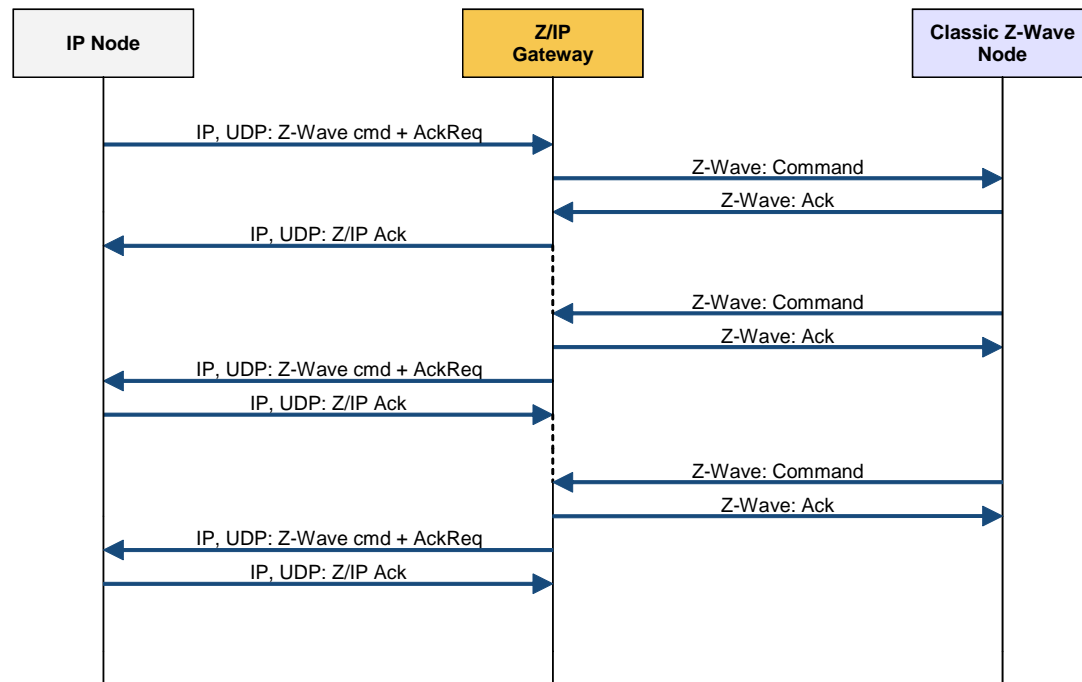 IP Node
Z/IP
Gateway
Classic Z-Wave
Node
IP, UDP: Z-Wave cmd + AckReq
Z-Wave: Command
Z-Wave: Ack
IP, UDP: Z/IP Ack
Z-Wave: Command
Z-Wave: Ack
IP, UDP: Z-Wave cmd + AckReq
IP, UDP: Z/IP Ack
Z-Wave: Command
Z-Wave: Ack
IP, UDP: Z-Wave cmd + AckReq
IP, UDP: Z/IP Ack